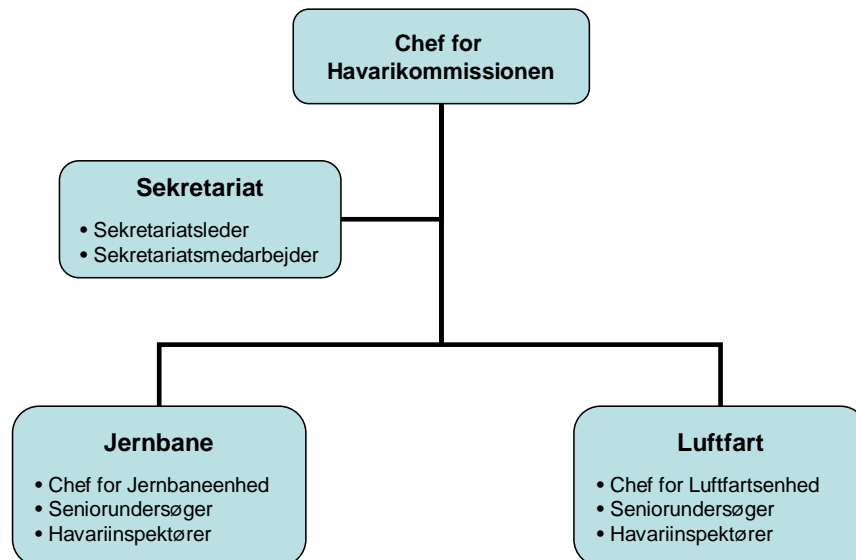 Chef for
Havarikommissionen
Sekretariat
• Sekretariatsleder
• Sekretariatsmedarbejder
Jernbane
• Chef for Jernbaneenhed
• Seniorundersøger
• Havariinspektører
Luftfart
• Chef for Luftfartsenhed
• Seniorundersøger
• Havariinspektører